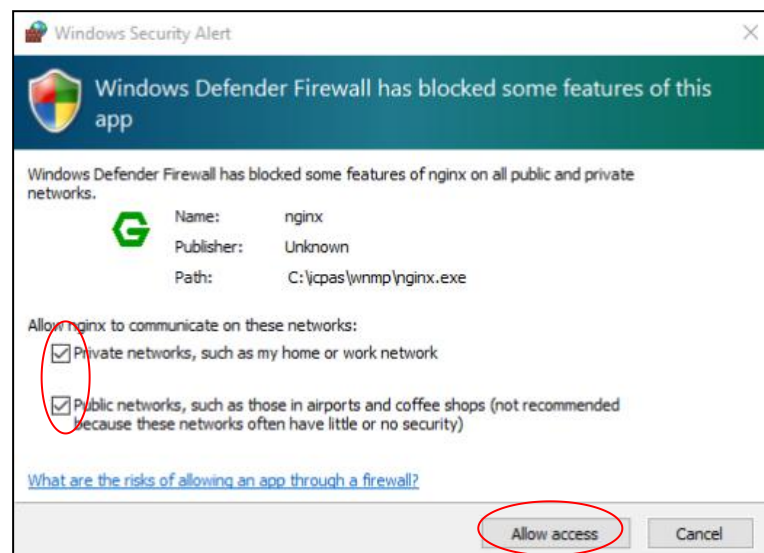 Windows Security Alert
Windows Defender Firewall has blocked some features of this
app
Windows Defender Firewall has blocked some features of nginx on all public and private
networks.
Name: nginx
Publisher: Unknown
Path: C:\icpas\wnmp\nginx.exe
Allow nginx to communicate on these networks:
Private networks, such as my home or work network
Public networks, such as those in airports and coffee shops (not recommended
because these networks often have little or no security)
What are the risks of allowing an app through a firewall?
Allow access Cancel